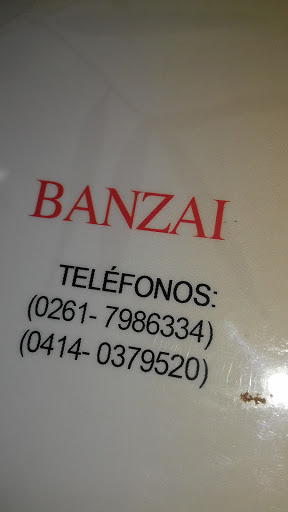 BANZAI
TELÉFONOS:
(0261- 7986334)
(0414- 0379520)